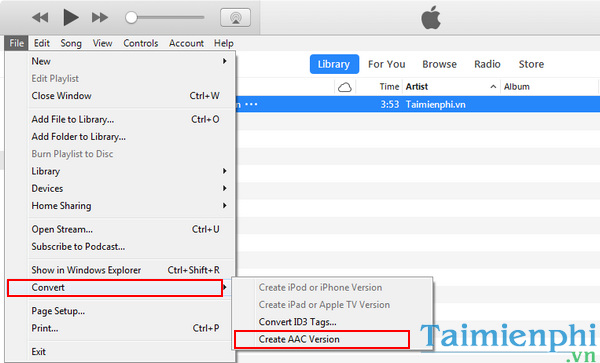 File Edit Song View Controls Account Help
New
Edit Playlist
Close Window Ctrl+W
Library For You Browse Radio Store
Time Artist Album
3:53 Taimienphi.vn
Add File to Library... Ctrl+O
Add Folder to Library...
Burn Playlist to Disc
Library
Devices
Home Sharing
Open Stream... Ctrl+U
Subscribe to Podcast...
Show in Windows Explorer Ctrl+Shift+R
Convert
Create iPod or iPhone Version
Create iPad or Apple TV Version
Convert ID3 Tags...
Create AAC Version
Page Setup...
Print... Ctrl+P
Exit
Taimienphi
.vn